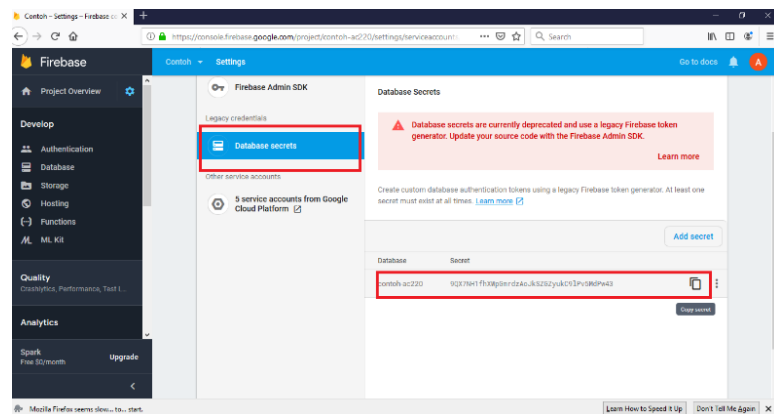 Contoh – Settings – Firebase co
https://console.firebase.google.com/project/contoh-ac220/settings/serviceaccounts
Search
Firebase
Contoh
Settings
Go to docs
A
Project Overview
Develop
Authentication
Database
Storage
Hosting
Functions
ML Kit
Quality
Crashlytics, Performance, Test L...
Analytics
Spark
Free $0/month
Upgrade
Firebase Admin SDK
Legacy credentials
Database secrets
Other service accounts
5 service accounts from Google
Cloud Platform
Database Secrets
Database secrets are currently deprecated and use a legacy Firebase token
generator. Update your source code with the Firebase Admin SDK.
Learn more
Create custom database authentication tokens using a legacy Firebase token generator. At least one
secret must exist at all times. Learn more
Add secret
Database Secret
contoh-ac220
Copy secret
Mozilla Firefox seems slow... to... start.
Learn How to Speed It Up
Don't Tell Me Again